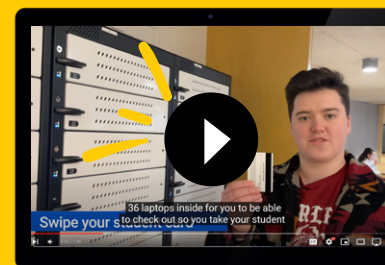 36 laptops inside for you to be able
to check out so you take your student
Swipe your student card